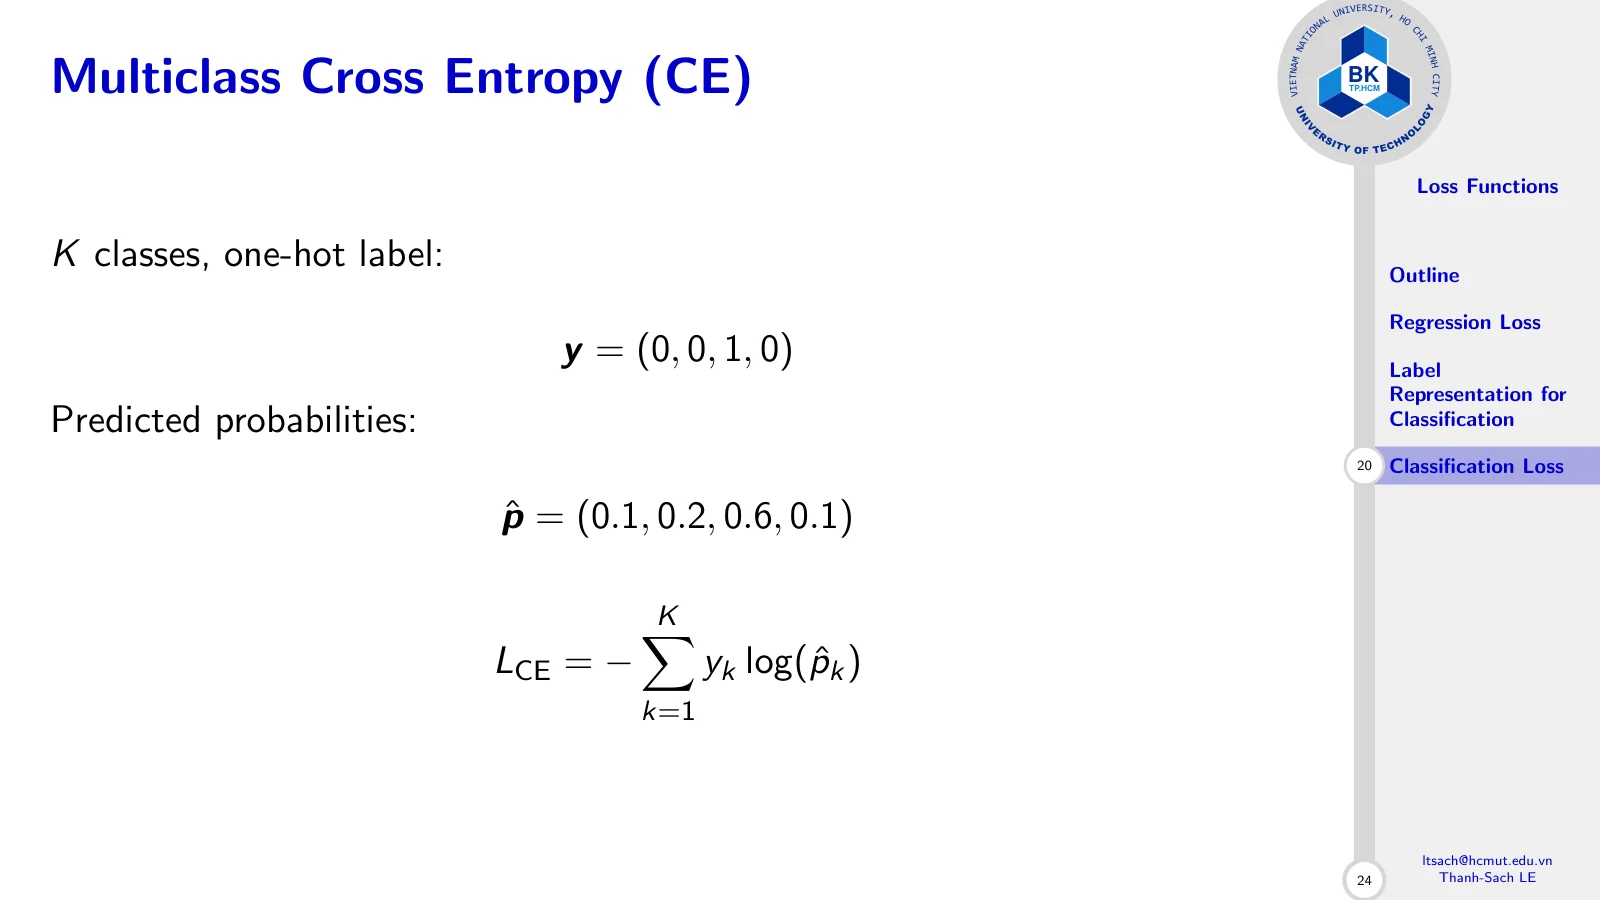 Multiclass Cross Entropy (CE)
K classes, one-hot label:
y = (0, 0, 1, 0)
Predicted probabilities:
p̂ = (0.1, 0.2, 0.6, 0.1)
L_CE = − ∑_{k=1}^{K} y_k log(p̂_k)
VIETNAM NATIONAL UNIVERSITY, HO CHI MINH CITY
BK
TP.HCM
UNIVERSITY OF TECHNOLOGY
Loss Functions
Outline
Regression Loss
Label
Representation for
Classification
20 Classification Loss
ltsach@hcmut.edu.vn
Thanh-Sach LE
24